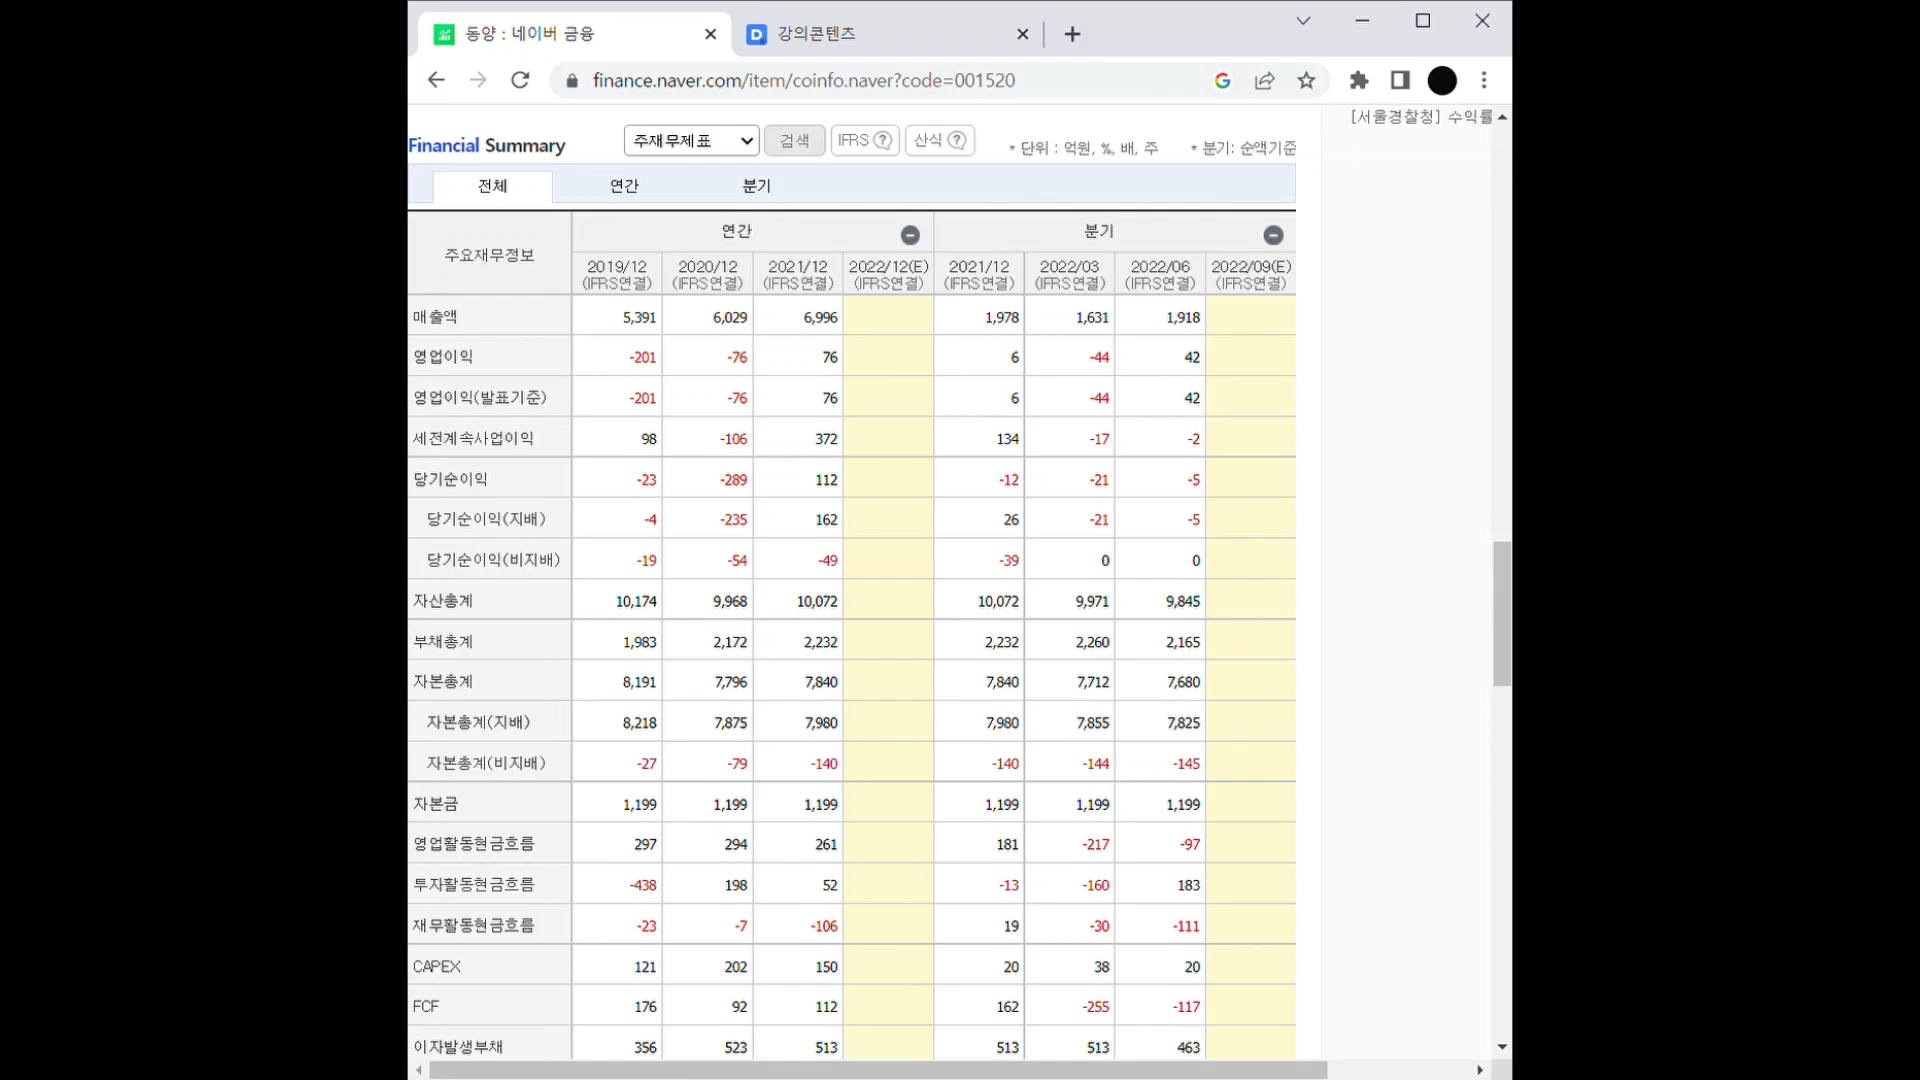 동양 : 네이버 금융
강의콘텐츠
finance.naver.com/item/coinfo.naver?code=001520
[서울경찰청] 수익률
Financial Summary 주재무제표 검색 IFRS ? 산식 ? * 단위 : 억원, %, 배, 주 * 분기: 순액기준
전체 연간 분기
주요재무정보 연간 분기
2019/12 2020/12 2021/12 2022/12(E) 2021/12 2022/03 2022/06 2022/09(E)
(IFRS연결) (IFRS연결) (IFRS연결) (IFRS연결) (IFRS연결) (IFRS연결) (IFRS연결) (IFRS연결)
매출액 5,391 6,029 6,996 1,978 1,631 1,918
영업이익 -201 -76 76 6 -44 42
영업이익(발표기준) -201 -76 76 6 -44 42
세전계속사업이익 98 -106 372 134 -17 -2
당기순이익 -23 -289 112 -12 -21 -5
당기순이익(지배) -4 -235 162 26 -21 -5
당기순이익(비지배) -19 -54 -49 -39 0 0
자산총계 10,174 9,968 10,072 10,072 9,971 9,845
부채총계 1,983 2,172 2,232 2,232 2,260 2,165
자본총계 8,191 7,796 7,840 7,840 7,712 7,680
자본총계(지배) 8,218 7,875 7,980 7,980 7,855 7,825
자본총계(비지배) -27 -79 -140 -140 -144 -145
자본금 1,199 1,199 1,199 1,199 1,199 1,199
영업활동현금흐름 297 294 261 181 -217 -97
투자활동현금흐름 -438 198 52 -13 -160 183
재무활동현금흐름 -23 -7 -106 19 -30 -111
CAPEX 121 202 150 20 38 20
FCF 176 92 112 162 -255 -117
이자발생부채 356 523 513 513 513 463